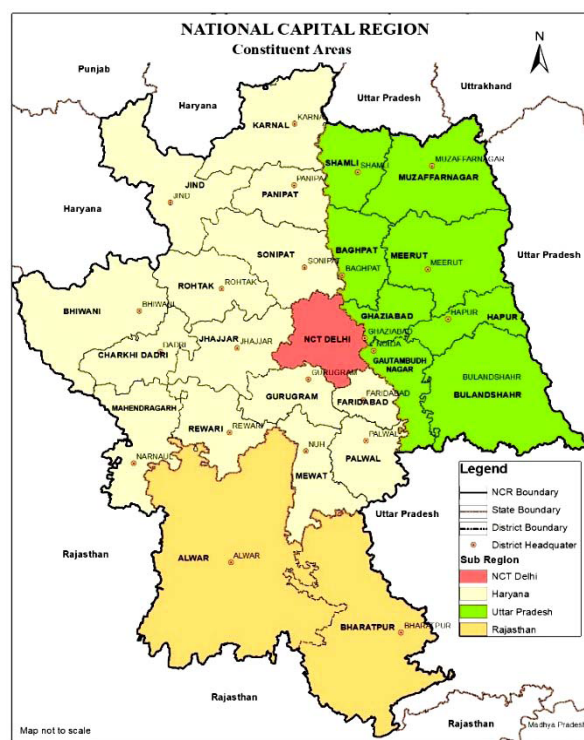 NATIONAL CAPITAL REGION
Constituent Areas
N
Punjab
Haryana
Uttar Pradesh
Uttrakhand
KARNAL
KARNAL
SHAMLI
SHAMLI
MUZAFFARNAGAR
MUZAFFARNAGAR
JIND
JIND
PANIPA
PANIPAT
Haryana
SONIPAT
SONIPAT
BAGHPAT
BAGHPAT
MEERUT
MEERUT
Uttar Pradesh
ROHTAK
ROHTAK
BHIWANI
BHIWANI
GHAZIABAD
GHAZIABAD
HAPUR
HAPUR
NCT DELHI
JHAJJAR
JHAJJAR
CHARKHI DADRI
DADRI
NOIDA
GAUTAMBUDH
NAGAR
BULANDSHAHR
BULANDSHAHR
GURUGRAM
GURUGRAM
FARIDABAD
FARIDABAD
MAHENDRAGARH
REWARI
REWARI
PALWAL
PALWAL
NARNAUL
NUH
MEWAT
Uttar Pradesh
Rajasthan
ALWAR
ALWAR
BHARATPUR
BHARATPUR
Legend
NCR Boundary
State Boundary
District Boundary
District Headquater
Sub Region
NCT Delhi
Haryana
Uttar Pradesh
Rajasthan
Rajasthan
Rajasthan
Madhya Pradesh
Map not to scale